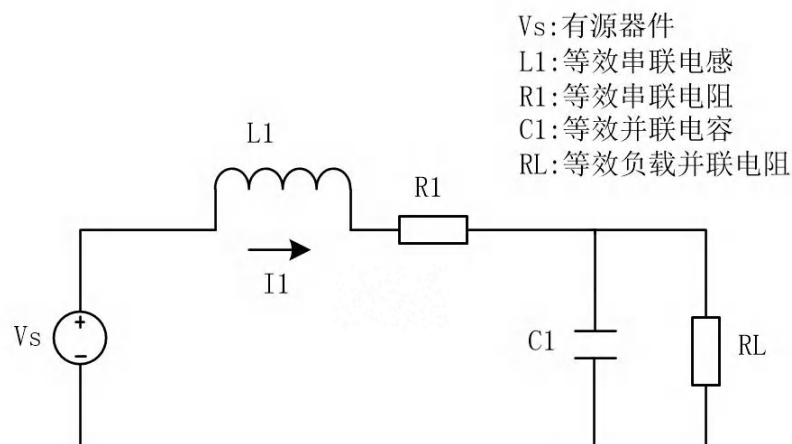 Vs:有源器件
L1:等效串联电感
R1:等效串联电阻
C1:等效并联电容
RL:等效负载并联电阻
L1
R1
I1
Vs
C1
RL